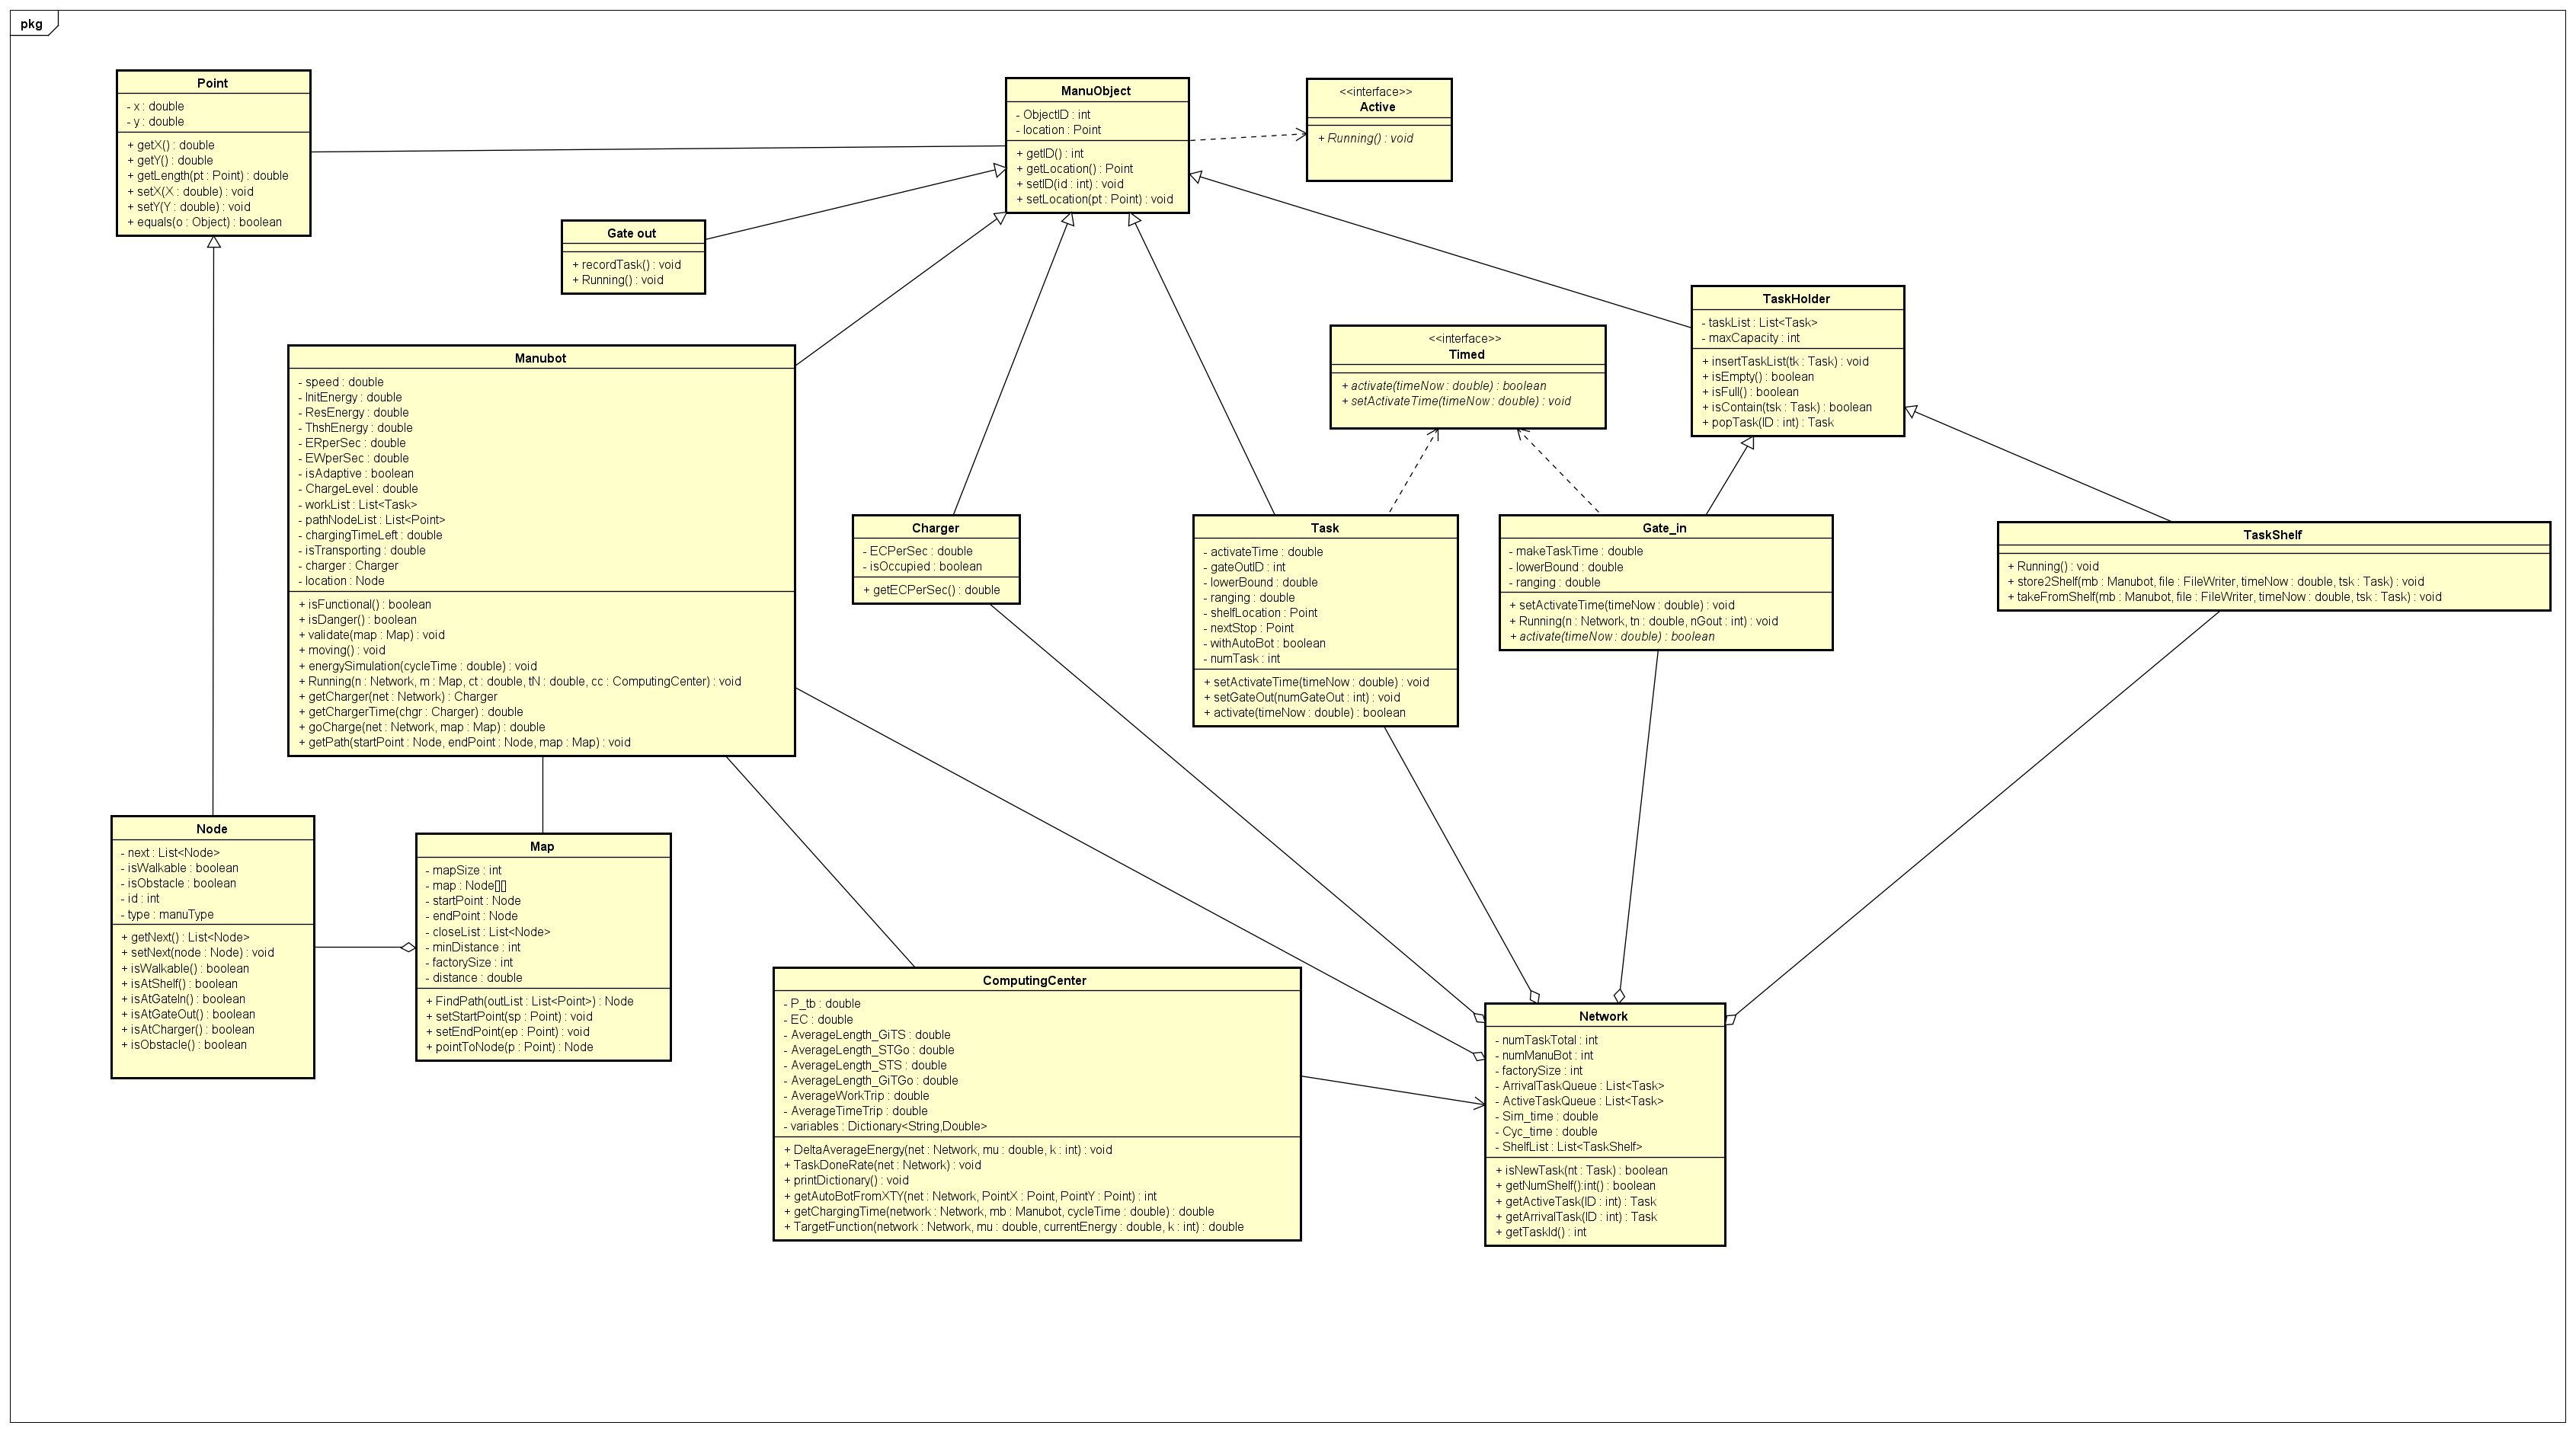 pkg
Point
- x : double
- y : double
+ getX() : double
+ getY() : double
+ getLength(pt : Point) : double
+ setX(X : double) : void
+ setY(Y : double) : void
+ equals(o : Object) : boolean
ManuObject
- ObjectID : int
- location : Point
+ getID() : int
+ getLocation() : Point
+ setID(id : int) : void
+ setLocation(pt : Point) : void
<<interface>>
Active
+ Running() : void
Gate out
+ recordTask() : void
+ Running() : void
TaskHolder
- taskList : List<Task>
- maxCapacity : int
+ insertTaskList(tk : Task) : void
+ isEmpty() : boolean
+ isFull() : boolean
+ isContain(tsk : Task) : boolean
+ popTask(ID : int) : Task
<<interface>>
Timed
+ activate(timeNow : double) : boolean
+ setActivateTime(timeNow : double) : void
Manubot
- speed : double
- InitEnergy : double
- ResEnergy : double
- ThshEnergy : double
- ERperSec : double
- EWperSec : double
- isAdaptive : boolean
- ChargeLevel : double
- workList : List<Task>
- pathNodeList : List<Point>
- chargingTimeLeft : double
- isTransporting : double
- charger : Charger
- location : Node
+ isFunctional() : boolean
+ isDanger() : boolean
+ validate(map : Map) : void
+ moving() : void
+ energySimulation(cycleTime : double) : void
+ Running(n : Network, m : Map, ct : double, tN : double, cc : ComputingCenter) : void
+ getCharger(net : Network) : Charger
+ getChargerTime(chgr : Charger) : double
+ goCharge(net : Network, map : Map) : double
+ getPath(startPoint : Node, endPoint : Node, map : Map) : void
Charger
- ECPerSec : double
- isOccupied : boolean
+ getECPerSec() : double
Task
- activateTime : double
- gateOutID : int
- lowerBound : double
- ranging : double
- shelfLocation : Point
- nextStop : Point
- withAutoBot : boolean
- numTask : int
+ setActivateTime(timeNow : double) : void
+ setGateOut(numGateOut : int) : void
+ activate(timeNow : double) : boolean
Gate_in
- makeTaskTime : double
- lowerBound : double
- ranging : double
+ setActivateTime(timeNow : double) : void
+ Running(n : Network, tn : double, nGout : int) : void
+ activate(timeNow : double) : boolean
TaskShelf
+ Running() : void
+ store2Shelf(mb : Manubot, file : FileWriter, timeNow : double, tsk : Task) : void
+ takeFromShelf(mb : Manubot, file : FileWriter, timeNow : double, tsk : Task) : void
Node
- next : List<Node>
- isWalkable : boolean
- isObstacle : boolean
- id : int
- type : manuType
+ getNext() : List<Node>
+ setNext(node : Node) : void
+ isWalkable() : boolean
+ isAtShelf() : boolean
+ isAtGateIn() : boolean
+ isAtGateOut() : boolean
+ isAtCharger() : boolean
+ isObstacle() : boolean
Map
- mapSize : int
- map : Node[][]
- startPoint : Node
- endPoint : Node
- closeList : List<Node>
- minDistance : int
- factorySize : int
- distance : double
+ FindPath(outList : List<Point>) : Node
+ setStartPoint(sp : Point) : void
+ setEndPoint(ep : Point) : void
+ pointToNode(p : Point) : Node
ComputingCenter
- P_tb : double
- EC : double
- AverageLength_GiTS : double
- AverageLength_STGo : double
- AverageLength_STS : double
- AverageLength_GiTGo : double
- AverageWorkTrip : double
- AverageTimeTrip : double
- variables : Dictionary<String,Double>
+ DeltaAverageEnergy(net : Network, mu : double, k : int) : void
+ TaskDoneRate(net : Network) : void
+ printDictionary() : void
+ getAutoBotFromXTY(net : Network, PointX : Point, PointY : Point) : int
+ getChargingTime(network : Network, mb : Manubot, cycleTime : double) : double
+ TargetFunction(network : Network, mu : double, currentEnergy : double, k : int) : double
Network
- numTaskTotal : int
- numManuBot : int
- factorySize : int
- ArrivalTaskQueue : List<Task>
- ActiveTaskQueue : List<Task>
- Sim_time : double
- Cyc_time : double
- ShelfList : List<TaskShelf>
+ isNewTask(nt : Task) : boolean
+ getNumShelf():int() : boolean
+ getActiveTask(ID : int) : Task
+ getArrivalTask(ID : int) : Task
+ getTaskId() : int